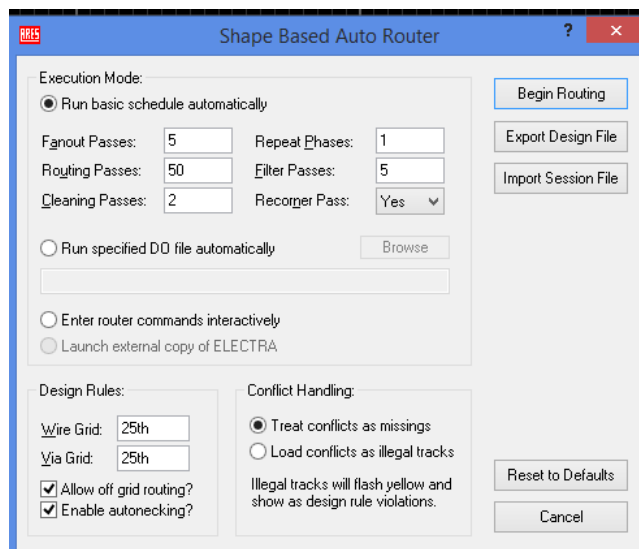 ARES
Shape Based Auto Router
?
×
Execution Mode:
Run basic schedule automatically
Fanout Passes: 5 Repeat Phases: 1
Routing Passes: 50 Filter Passes: 5
Cleaning Passes: 2 Recorner Pass: Yes
Run specified DO file automatically Browse
Enter router commands interactively
Launch external copy of ELECTRA
Begin Routing
Export Design File
Import Session File
Design Rules:
Wire Grid: 25th
Via Grid: 25th
Allow off grid routing?
Enable autonecking?
Conflict Handling:
Treat conflicts as missings
Load conflicts as illegal tracks
Illegal tracks will flash yellow and
show as design rule violations.
Reset to Defaults
Cancel